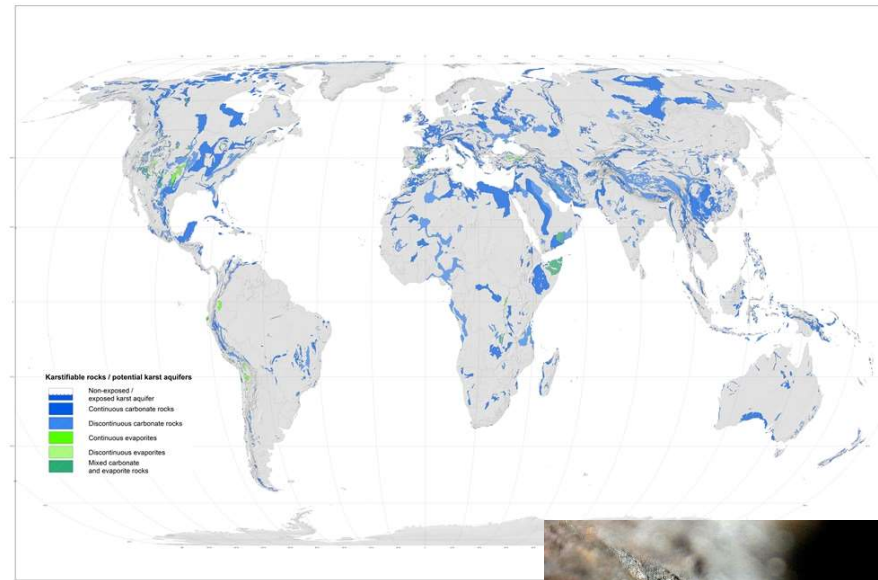 Karstifiable rocks / potential karst aquifers
Non-exposed /
exposed karst aquifer
Continuous carbonate rocks
Discontinuous carbonate rocks
Continuous evaporites
Discontinuous evaporites
Mixed carbonate
and evaporite rocks